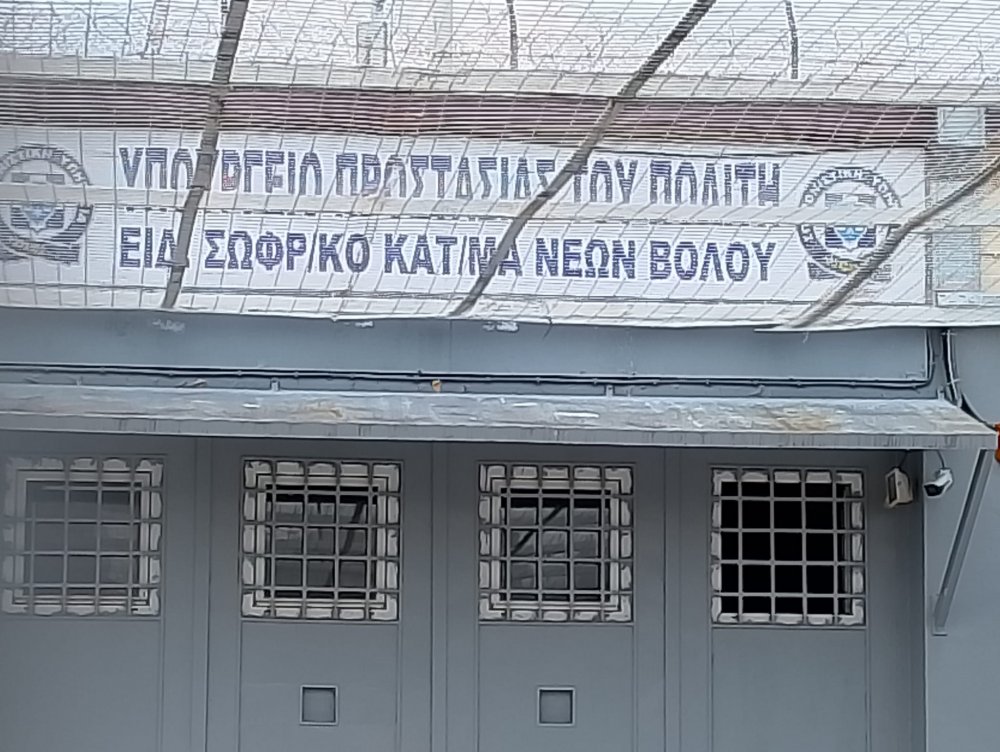 ΥΠΟΥΡΓΕΙΟ ΠΡΟΣΤΑΣΙΑΣ ΤΟΥ ΠΟΛΙΤΗ
ΕΙΔ. ΣΩΦΡ/ΚΟ ΚΑΤ/ΜΑ ΝΕΩΝ ΒΟΛΟΥ